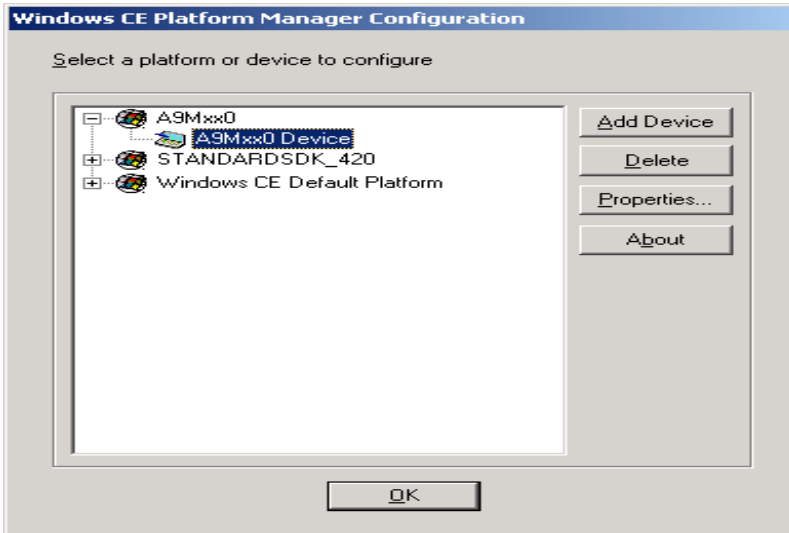 Windows CE Platform Manager Configuration
Select a platform or device to configure
A9Mxx0
A9Mxx0 Device
STANDARDSDK_420
Windows CE Default Platform
Add Device
Delete
Properties...
About
OK